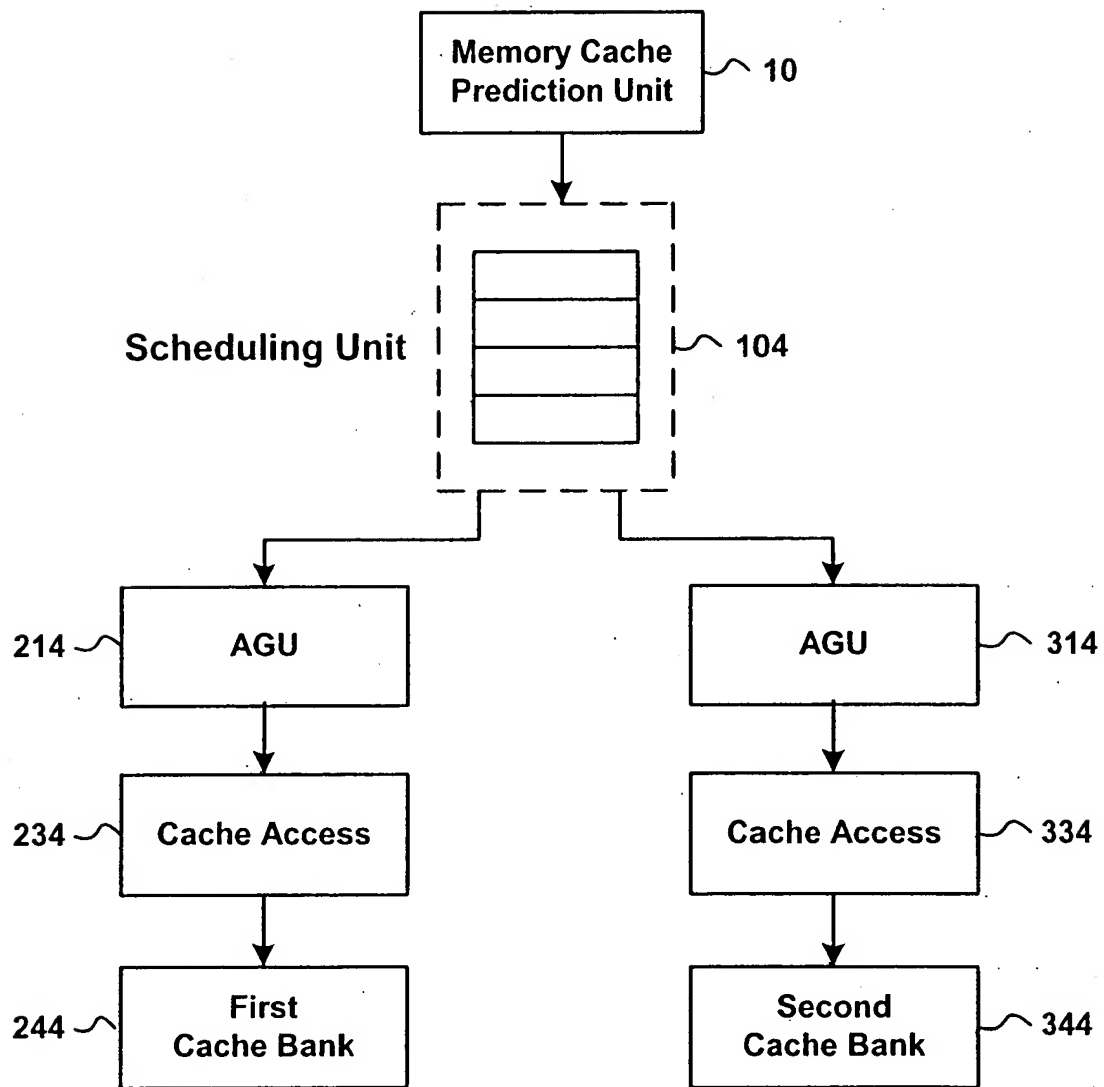 Memory Cache
Prediction Unit
10
Scheduling Unit
104
214
AGU
AGU
314
234
Cache Access
Cache Access
334
244
First
Cache Bank
Second
Cache Bank
344